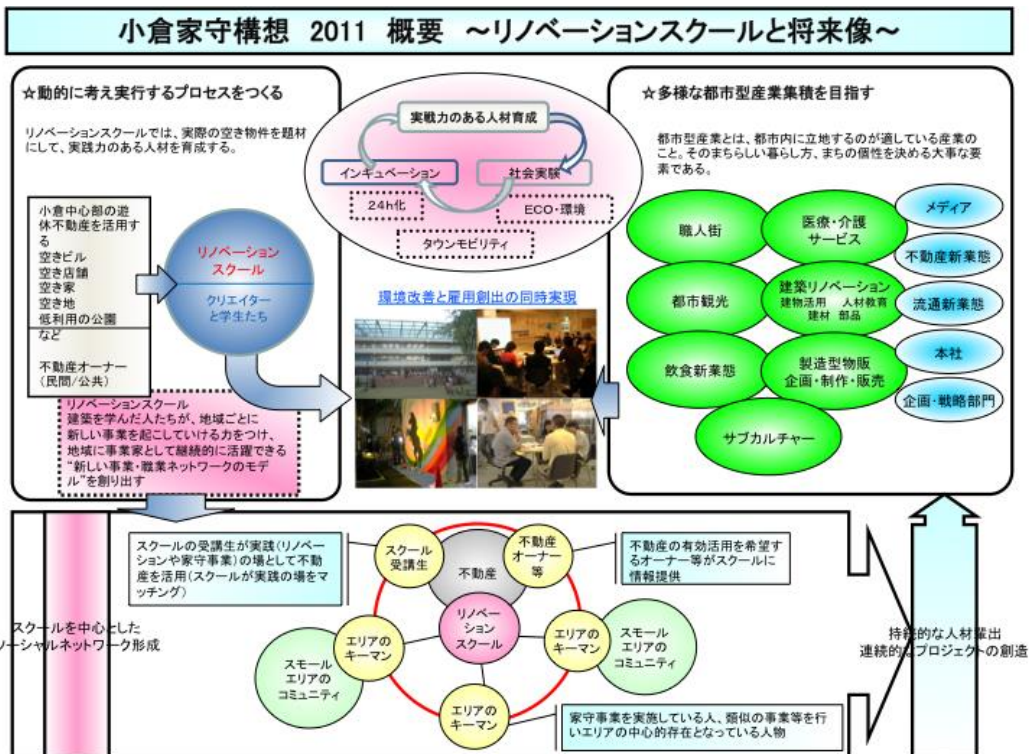 小倉家守構想 2011 概要 ～リノベーションスクールと将来像～
☆動的に考え実行するプロセスをつくる
リノベーションスクールでは、実際の空き物件を題材
にして、実践力のある人材を育成する。
小倉中心部の遊
休不動産を活用す
る
空きビル
空き店舗
空き家
空き地
低利用の公園
など
不動産オーナー
(民間/公共)
リノベーション
スクール
クリエイター
と学生たち
リノベーションスクール
建築を学んだ人たちが、地域ごとに
新しい事業を起こしていける力をつけ、
地域に事業家として継続的に活躍できる
“新しい事業・職業ネットワークのモデ
ル”を創り出す
実戦力のある人材育成
インキュベーション
社会実験
24h化
ECO・環境
タウンモビリティ
環境改善と雇用創出の同時実現
☆多様な都市型産業集積を目指す
都市型産業とは、都市内に立地するのが適している産業の
こと。そのまちらしい暮らし方、まちの個性を決める大事な要
素である。
職人街
医療・介護
サービス
都市観光
建築リノベーション
建物活用 人材教育
建材 部品
飲食新業態
製造型物販
企画・制作・販売
サブカルチャー
メディア
不動産新業態
流通新業態
本社
企画・戦略部門
スクールを中心とした
ソーシャルネットワーク形成
スクールの受講生が実践(リノベー
ションや家守事業)の場として不動
産を活用(スクールが実践の場をマ
ッチング)
スクール
受講生
不動産
不動産
オーナー
等
リノベー
ション
スクール
エリアの
キーマン
エリアの
キーマン
エリアの
キーマン
スモール
エリアの
コミュニティ
スモール
エリアの
コミュニティ
不動産の有効活用を希望す
るオーナー等がスクールに
情報提供
家守事業を実施している人、類似の事業等を行
いエリアの中心的存在となっている人物
持続的な人材輩出
連続的なプロジェクトの創造